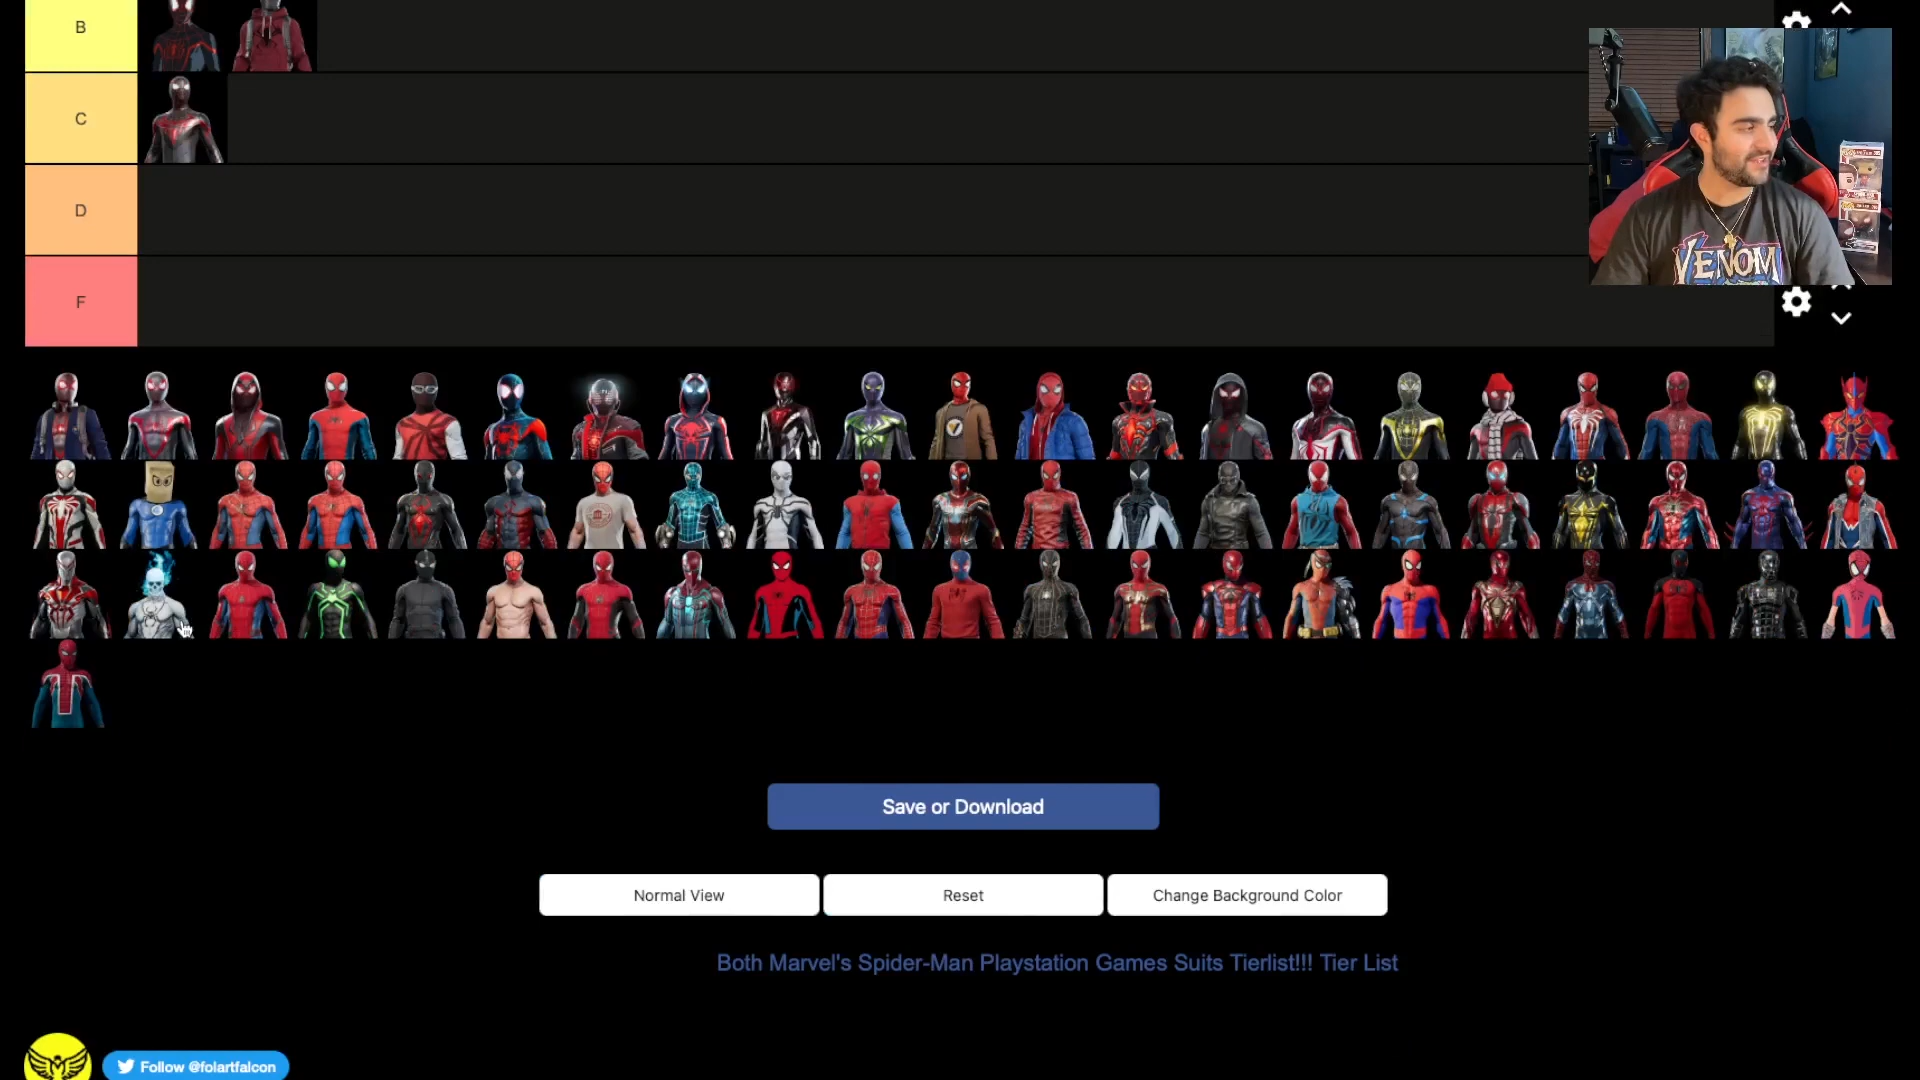 B
C
D
F
VENOM
Save or Download
Normal View
Reset
Change Background Color
Both Marvel's Spider-Man Playstation Games Suits Tierlist!!! Tier List
Follow @folartfalcon